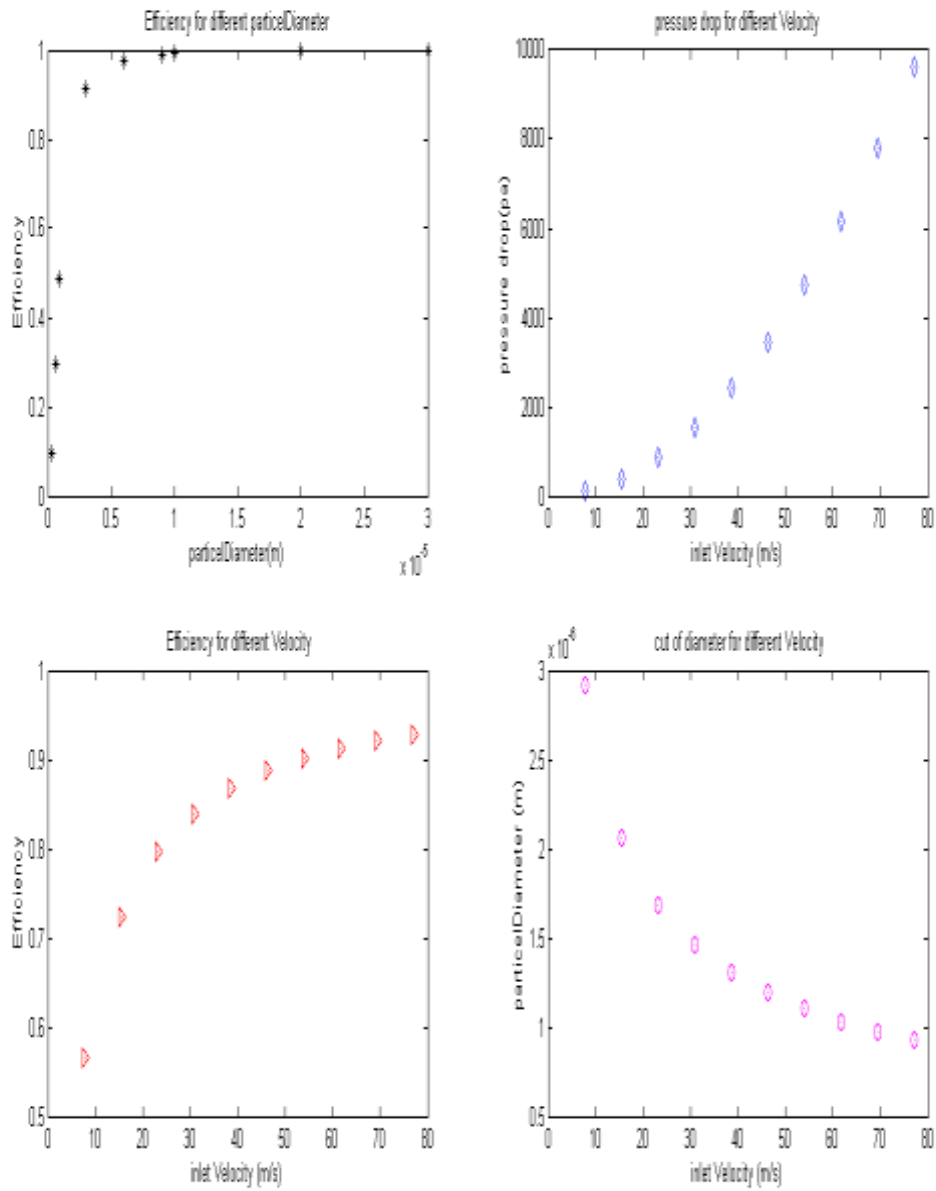 Efficiency for different particelDiameter
Efficiency
1
0.8
0.6
0.4
0.2
0
0 0.5 1 1.5 2 2.5 3
particelDiameter(m)
x 10^-5
pressure drop for different Velocity
pressure drop(pa)
10000
8000
6000
4000
2000
0
0 10 20 30 40 50 60 70 80
inlet Velocity (m/s)
Efficiency for different Velocity
Efficiency
1
0.9
0.8
0.7
0.6
0.5
0 10 20 30 40 50 60 70 80
inlet Velocity (m/s)
x 10^-6
cut of diameter for different Velocity
particelDiameter (m)
3
2.5
2
1.5
1
0.5
0 10 20 30 40 50 60 70 80
inlet Velocity (m/s)